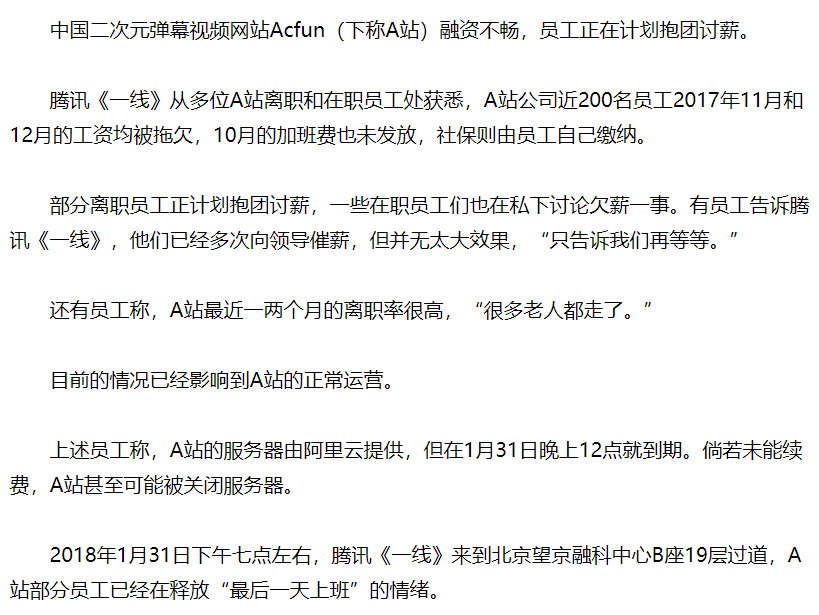 中国二次元弹幕视频网站Acfun（下称A站）融资不畅，员工正在计划抱团讨薪。
腾讯《一线》从多位A站离职和在职员工处获悉，A站公司近200名员工2017年11月和
12月的工资均被拖欠，10月的加班费也未发放，社保则由员工自己缴纳。
部分离职员工正计划抱团讨薪，一些在职员工们也在私下讨论欠薪一事。有员工告诉腾
讯《一线》，他们已经多次向领导催薪，但并无太大效果，“只告诉我们再等等。”
还有员工称，A站最近一两个月的离职率很高，“很多老人都走了。”
目前的情况已经影响到A站的正常运营。
上述员工称，A站的服务器由阿里云提供，但在1月31日晚上12点就到期。倘若未能续
费，A站甚至可能被关闭服务器。
2018年1月31日下午七点左右，腾讯《一线》来到北京望京融科中心B座19层过道，A
站部分员工已经在释放“最后一天上班”的情绪。